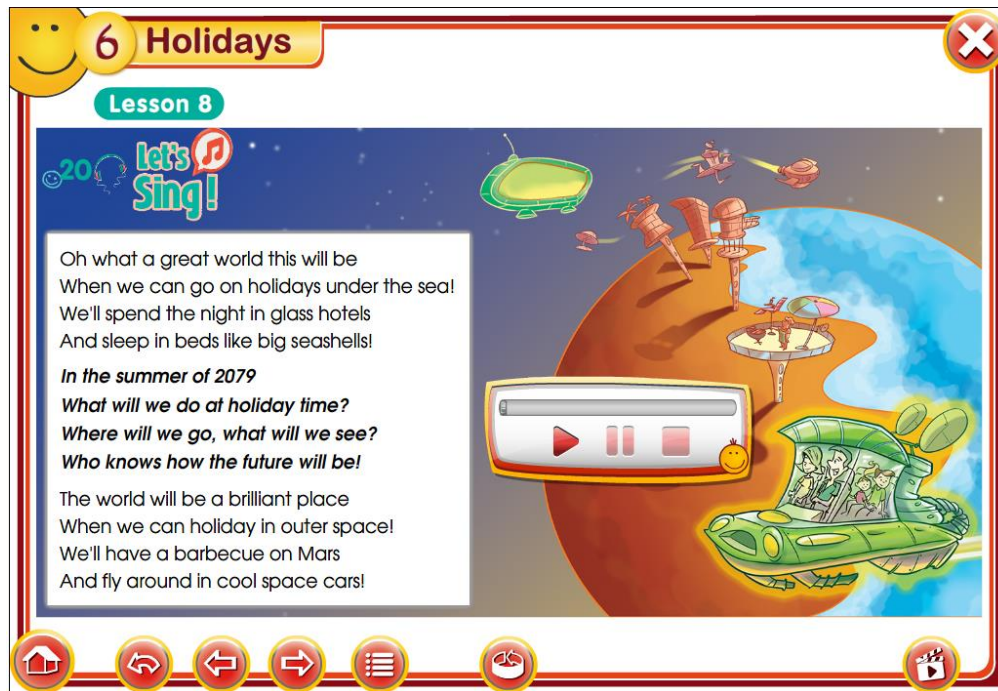 6 Holidays
Lesson 8
20 Let's
Sing!
Oh what a great world this will be
When we can go on holidays under the sea!
We'll spend the night in glass hotels
And sleep in beds like big seashells!
In the summer of 2079
What will we do at holiday time?
Where will we go, what will we see?
Who knows how the future will be!
The world will be a brilliant place
When we can holiday in outer space!
We'll have a barbecue on Mars
And fly around in cool space cars!